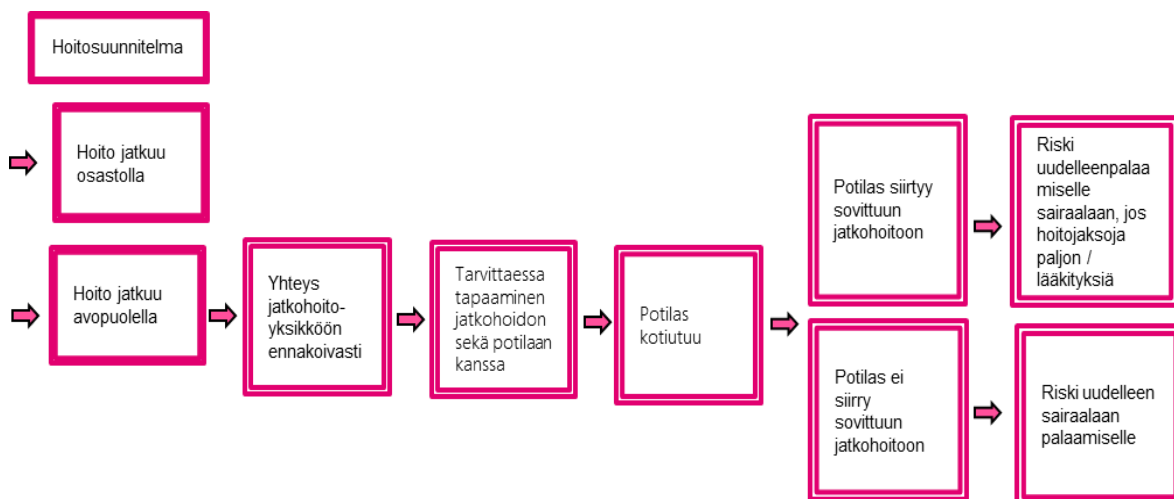 Hoitosuunnitelma
Hoito jatkuu
osastolla
Hoito jatkuu
avopuolella
Yhteys
jatkohoito-
yksikköön
ennakoivasti
Tarvittaessa
tapaaminen
jatkohoidon
sekä potilaan
kanssa
Potilas
kotiutuu
Potilas siirtyy
sovittuun
jatkohoitoon
Riski
uudelleenpalaa
miselle
sairaalaan, jos
hoitojaksoja
paljon /
lääkityksiä
Potilas ei
siirry
sovittuun
jatkohoitoon
Riski uudelleen
sairaalaan
palaamiselle